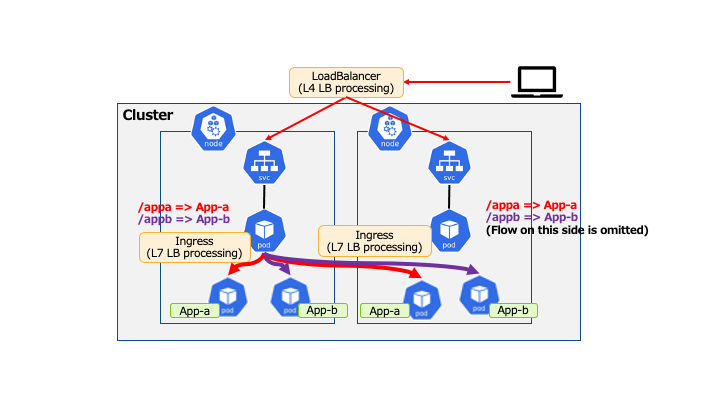 LoadBalancer
(L4 LB processing)
Cluster
node
node
svc
svc
/appa => App-a
/appb => App-b
/appa => App-a
/appb => App-b
(Flow on this side is omitted)
pod
pod
Ingress
(L7 LB processing)
Ingress
(L7 LB processing)
App-a
pod
pod
App-b
App-a
pod
pod
App-b